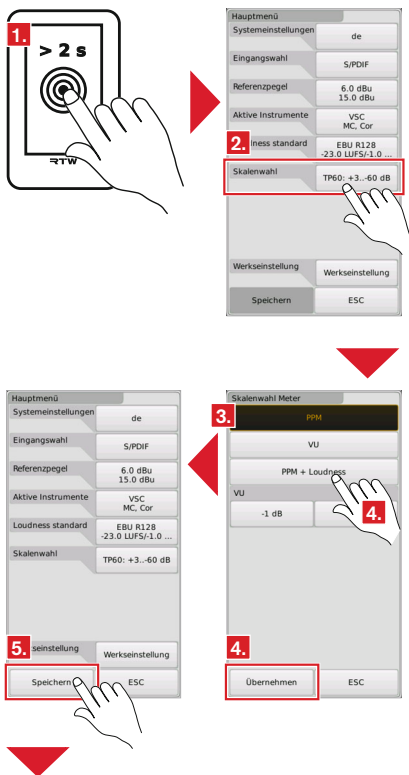 1.
> 2 s
RTW
Hauptmenü
Systemeinstellungen
de
Eingangswahl
S/PDIF
Referenzpegel
6.0 dBu
15.0 dBu
Aktive Instrumente
VSC
MC, Cor
2.
ness standard
EBU R128
-23.0 LUFS/-1.0 ...
Skalenwahl
TP60: +3..-60 dB
Werkseinstellung
Werkseinstellung
Speichern
ESC
Skalenwahl Meter
3.
PPM
VU
PPM + Loudness
VU
-1 dB
4.
4.
Übernehmen
ESC
Hauptmenü
Systemeinstellungen
de
Eingangswahl
S/PDIF
Referenzpegel
6.0 dBu
15.0 dBu
Aktive Instrumente
VSC
MC, Cor
Loudness standard
EBU R128
-23.0 LUFS/-1.0 ...
Skalenwahl
TP60: +3..-60 dB
5.
seinstellung
Werkseinstellung
Speichern
ESC